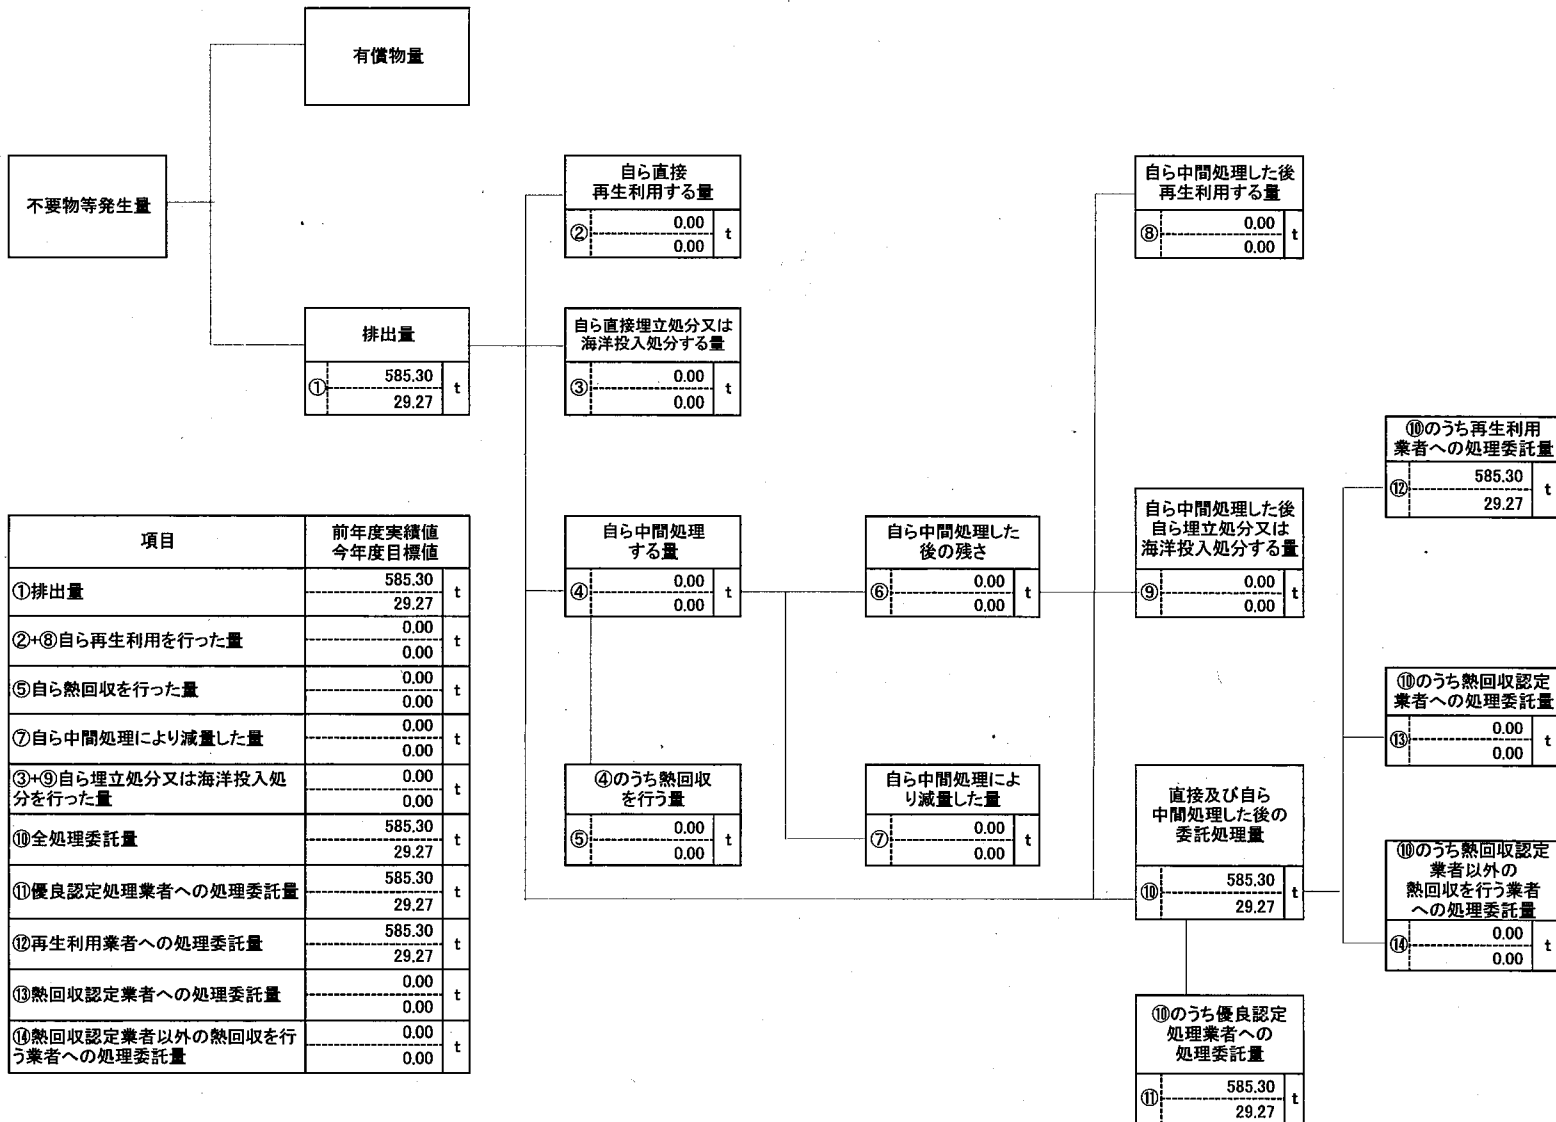 有償物量
不要物等発生量
排出量
① 585.30 t
29.27
自ら直接
再生利用する量
② 0.00 t
0.00
自ら直接埋立処分又は
海洋投入処分する量
③ 0.00 t
0.00
自ら中間処理
する量
④ 0.00 t
0.00
④のうち熱回収
を行う量
⑤ 0.00 t
0.00
自ら中間処理した
後の残さ
⑥ 0.00 t
0.00
自ら中間処理によ
り減量した量
⑦ 0.00 t
0.00
自ら中間処理した後
再生利用する量
⑧ 0.00 t
0.00
自ら中間処理した後
自ら埋立処分又は
海洋投入処分する量
⑨ 0.00 t
0.00
直接及び自ら
中間処理した後の
委託処理量
⑩ 585.30 t
29.27
⑩のうち優良認定
処理業者への
処理委託量
⑪ 585.30 t
29.27
⑩のうち再生利用
業者への処理委託量
⑫ 585.30 t
29.27
⑩のうち熱回収認定
業者への処理委託量
⑬ 0.00 t
0.00
⑩のうち熱回収認定
業者以外の
熱回収を行う業者
への処理委託量
⑭ 0.00 t
0.00
項目 前年度実績値
今年度目標値
①排出量 585.30 t
29.27
②+⑧自ら再生利用を行った量 0.00 t
0.00
⑤自ら熱回収を行った量 0.00 t
0.00
⑦自ら中間処理により減量した量 0.00 t
0.00
③+⑨自ら埋立処分又は海洋投入処 0.00 t
分を行った量 0.00
⑩全処理委託量 585.30 t
29.27
⑪優良認定処理業者への処理委託量 585.30 t
29.27
⑫再生利用業者への処理委託量 585.30 t
29.27
⑬熱回収認定業者への処理委託量 0.00 t
0.00
⑭熱回収認定業者以外の熱回収を行 0.00 t
う業者への処理委託量 0.00